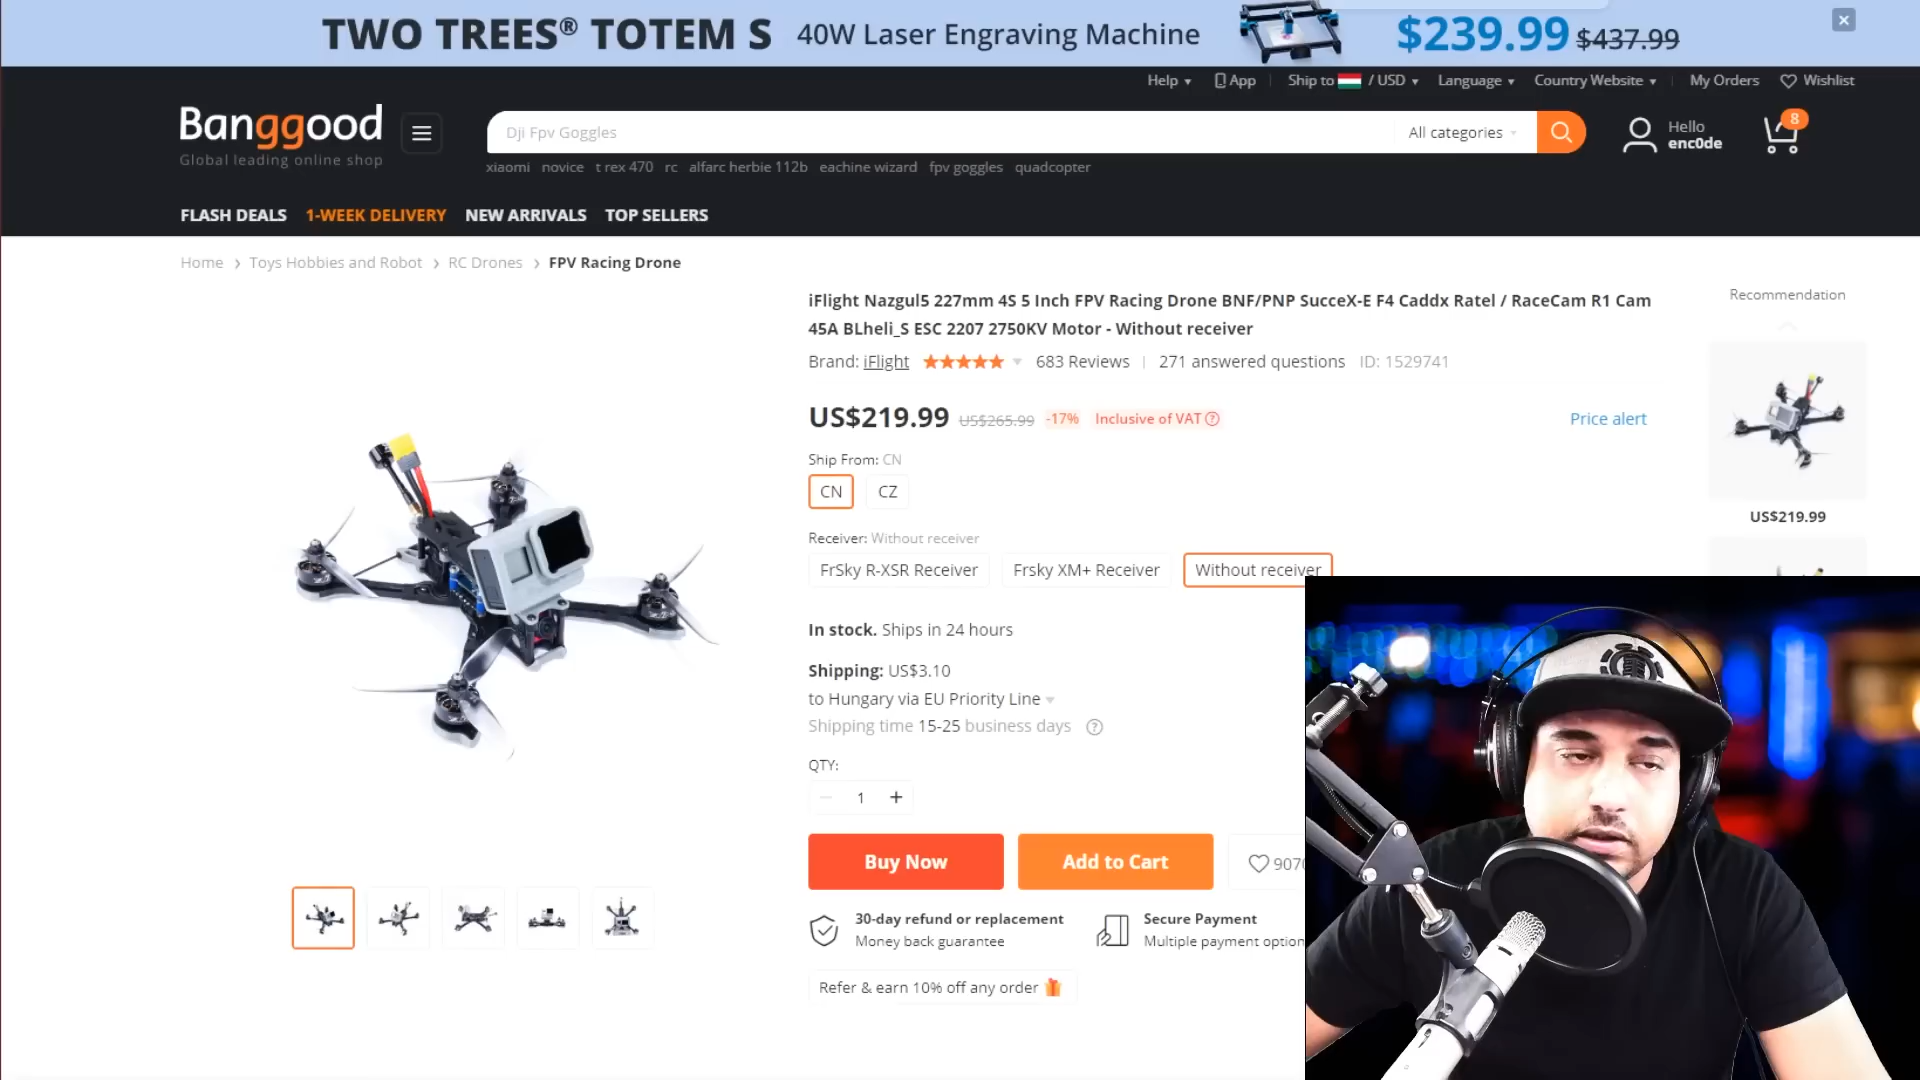 TWO TREES® TOTEM S 40W Laser Engraving Machine $239.99 $437.99
Help App Ship to / USD Language Country Website My Orders Wishlist
Banggood
Global leading online shop
Dji Fpv Goggles All categories
Hello
enc0de
8
xiaomi novice t rex 470 rc alfarc herbie 112b eachine wizard fpv goggles quadcopter
FLASH DEALS 1-WEEK DELIVERY NEW ARRIVALS TOP SELLERS
Home > Toys Hobbies and Robot > RC Drones > FPV Racing Drone
iFlight Nazgul5 227mm 4S 5 Inch FPV Racing Drone BNF/PNP SucceX-E F4 Caddx Ratel / RaceCam R1 Cam
45A BLheli_S ESC 2207 2750KV Motor - Without receiver
Brand: iFlight 683 Reviews 271 answered questions ID: 1529741
US$219.99 US$265.99 -17% Inclusive of VAT Price alert
Ship From: CN
CN CZ
Receiver: Without receiver
FrSky R-XSR Receiver Frsky XM+ Receiver Without receiver
In stock. Ships in 24 hours
Shipping: US$3.10
to Hungary via EU Priority Line
Shipping time 15-25 business days
QTY:
1
Buy Now Add to Cart 907
30-day refund or replacement
Money back guarantee
Secure Payment
Multiple payment option
Refer & earn 10% off any order
Recommendation
US$219.99